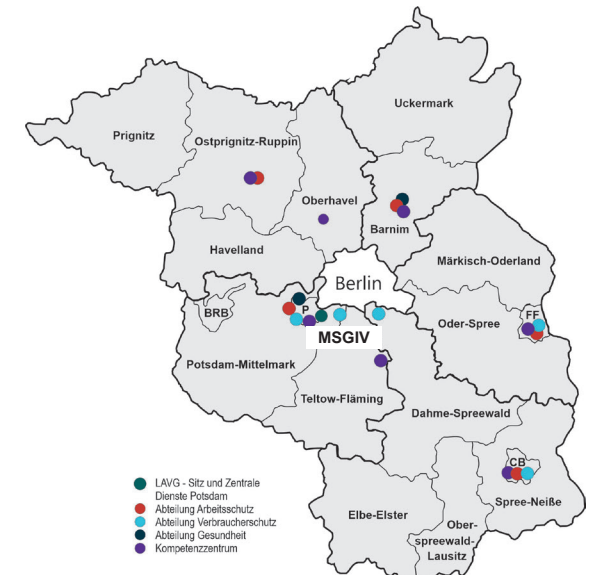 Uckermark
Prignitz
Ostprignitz-Ruppin
Oberhavel
Barnim
Havelland
Märkisch-Oderland
Berlin
BRB
P
FF
Oder-Spree
MSGIV
Potsdam-Mittelmark
Teltow-Fläming
Dahme-Spreewald
CB
Spree-Neiße
LAVG - Sitz und Zentrale
Dienste Potsdam
Abteilung Arbeitsschutz
Abteilung Verbraucherschutz
Abteilung Gesundheit
Kompetenzzentrum
Elbe-Elster
Ober-
spreewald-
Lausitz